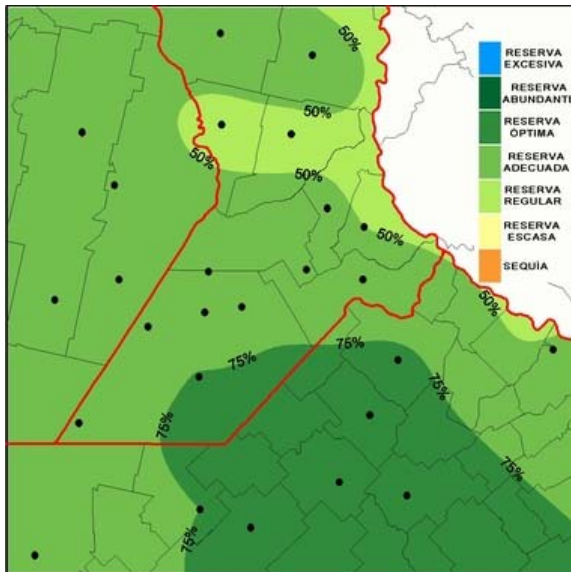 50%
RESERVA
EXCESIVA
RESERVA
ABUNDANTE
RESERVA
ÓPTIMA
RESERVA
ADECUADA
RESERVA
REGULAR
RESERVA
ESCASA
SEQUÍA
50%
50%
50%
50%
50%
75%
75%
75%
75%
75%
75%